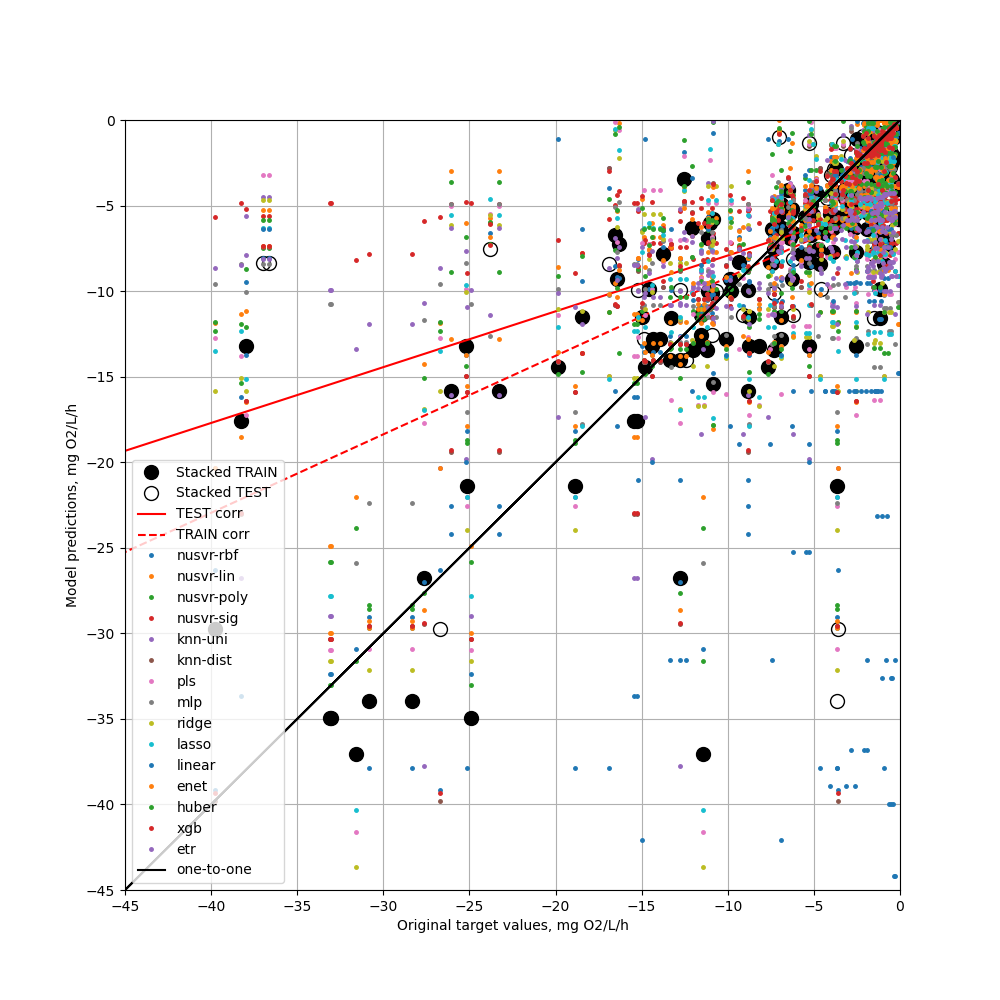 0
−5
−10
−15
−20
−25
−30
−35
−40
−45
Model predictions, mg O2/L/h
Stacked TRAIN
Stacked TEST
TEST corr
TRAIN corr
nusvr-rbf
nusvr-lin
nusvr-poly
nusvr-sig
knn-uni
knn-dist
pls
mlp
ridge
lasso
linear
enet
huber
xgb
etr
one-to-one
−45 −40 −35 −30 −25 −20 −15 −10 −5 0
Original target values, mg O2/L/h